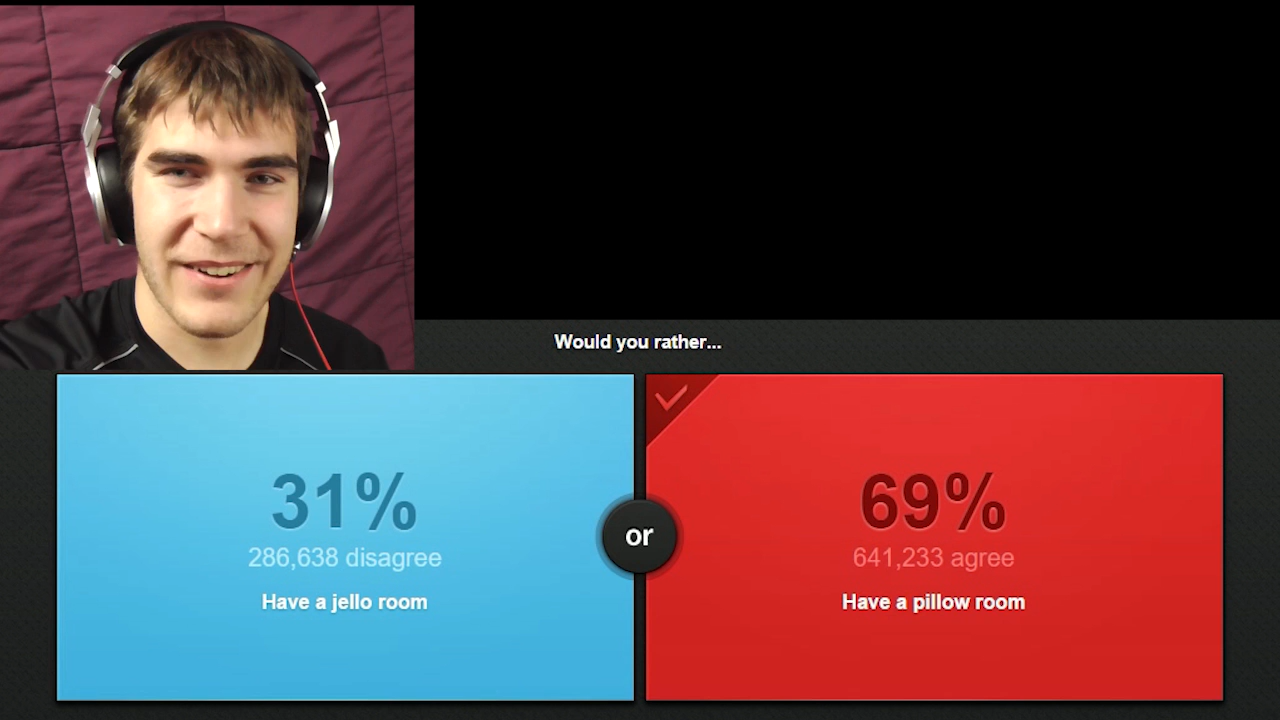 Would you rather...
31%
286,638 disagree
Have a jello room
or
69%
641,233 agree
Have a pillow room